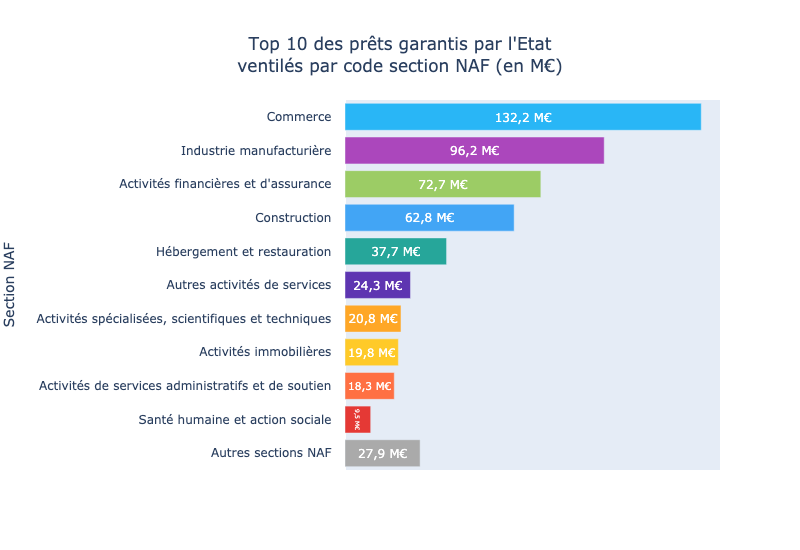 Top 10 des prêts garantis par l'Etat
ventilés par code section NAF (en M€)
Section NAF
Commerce 132,2 M€
Industrie manufacturière 96,2 M€
Activités financières et d'assurance 72,7 M€
Construction 62,8 M€
Hébergement et restauration 37,7 M€
Autres activités de services 24,3 M€
Activités spécialisées, scientifiques et techniques 20,8 M€
Activités immobilières 19,8 M€
Activités de services administratifs et de soutien 18,3 M€
Santé humaine et action sociale 9,5 M€
Autres sections NAF 27,9 M€